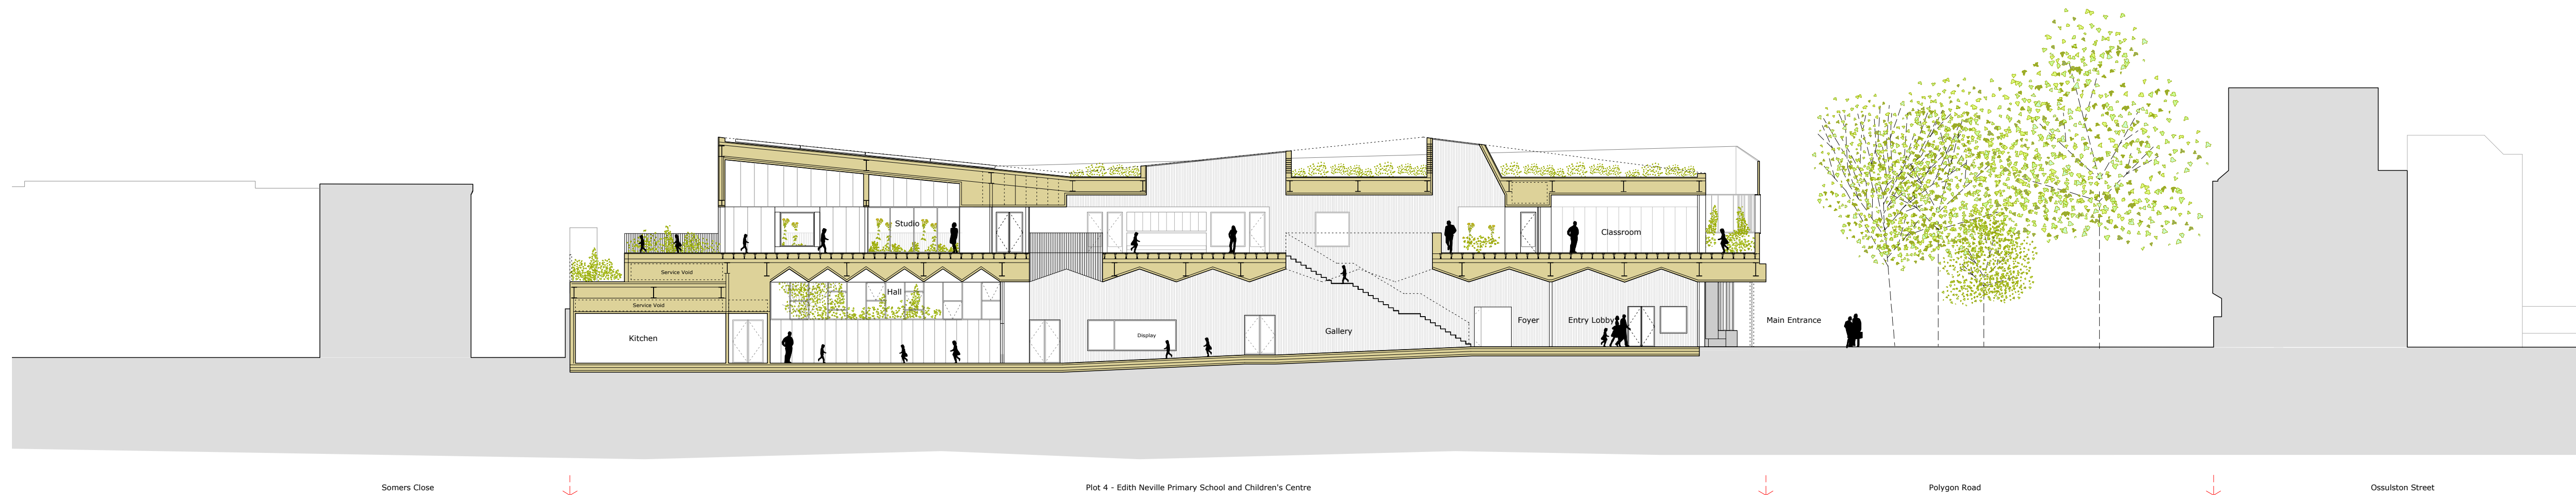 Studio
Classroom
Service Void
Hall
Service Void
Kitchen
Display
Gallery
Foyer
Entry Lobby
Main Entrance
Somers Close
Plot 4 - Edith Neville Primary School and Children's Centre
Polygon Road
Ossulston Street